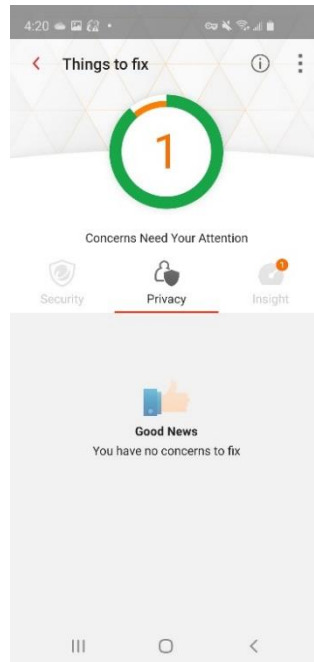 4:20
Things to fix
1
Concerns Need Your Attention
1
Security
Privacy
Insight
Good News
You have no concerns to fix